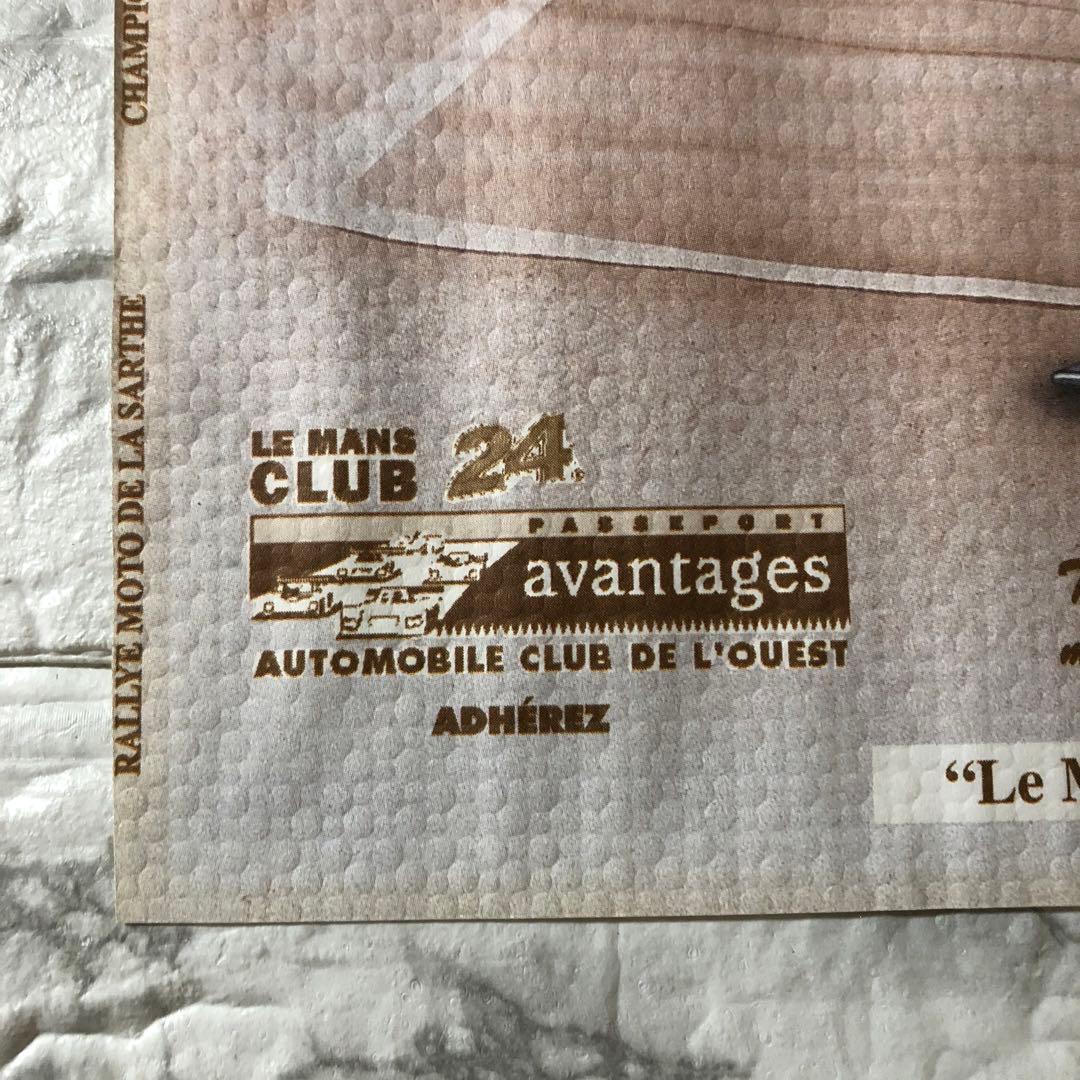 CHAMPI
RALLYE MOTO DE LA SARTHE
LE MANS
CLUB 24
PASSEPORT
avantages
AUTOMOBILE CLUB DE L'OUEST
ADHÉREZ
“Le M